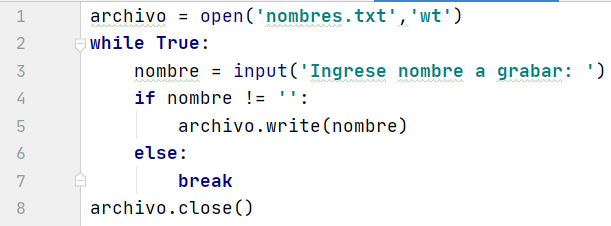 1 archivo = open('nombres.txt','wt')
2 while True:
3     nombre = input('Ingrese nombre a grabar: ')
4     if nombre != '':
5         archivo.write(nombre)
6     else:
7         break
8 archivo.close()